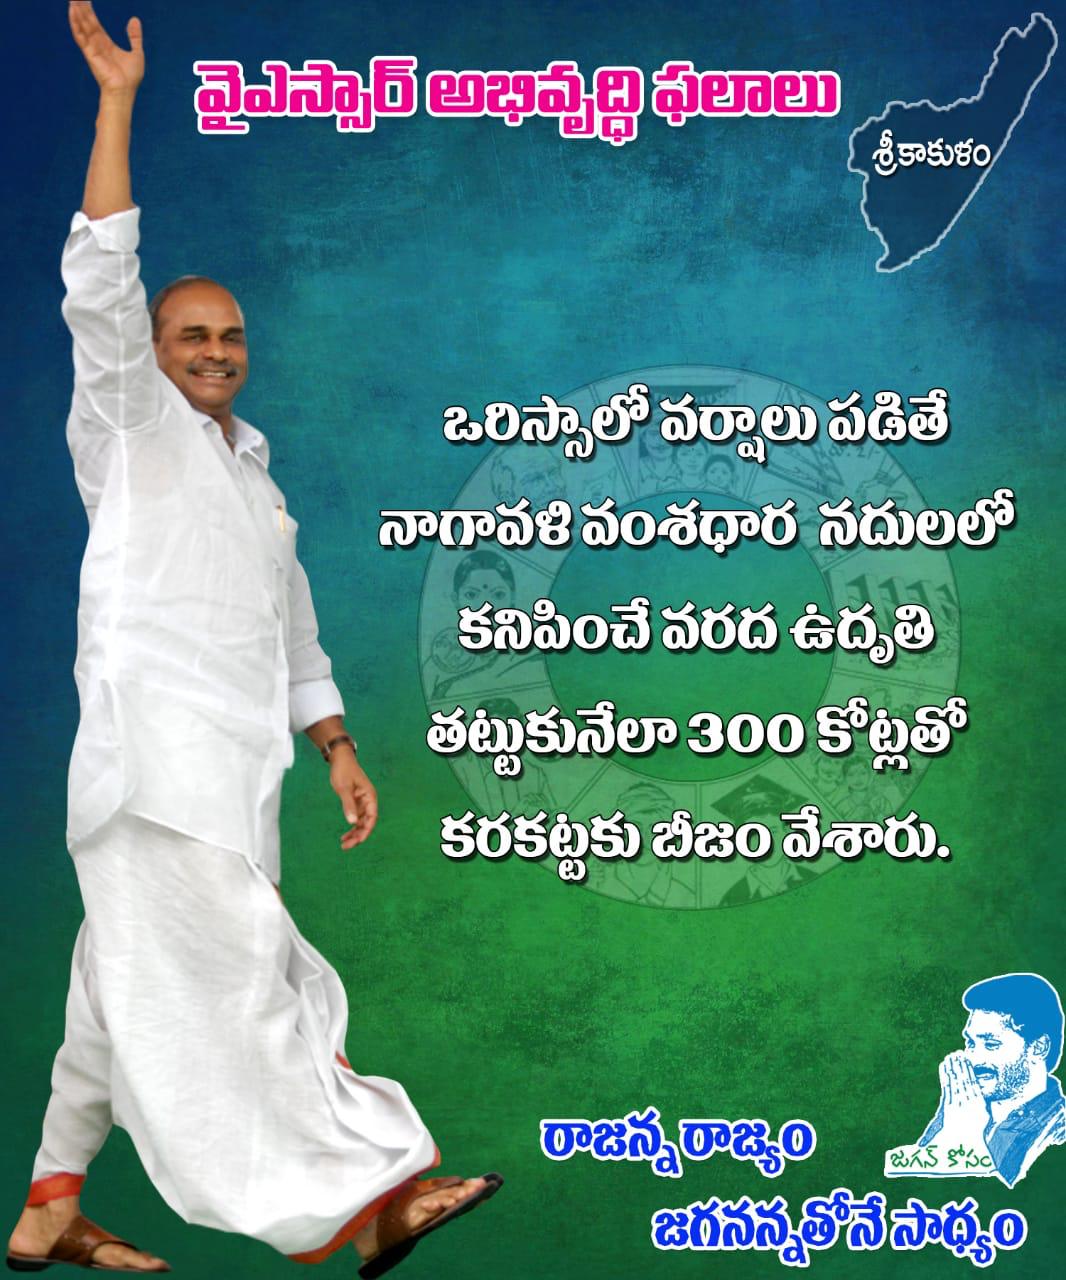 వైఎస్సార్ అభివృద్ధి ఫలాలు
శ్రీకాకుళం
ఒరిస్సాలో వర్షాలు పడితే
నాగావళి వంశధార నదులలో
కనిపించే వరద ఉదృతి
తట్టుకునేలా 300 కోట్లతో
కరకట్టకు బీజం వేశారు.
రాజన్న రాజ్యం
జగన్ కోసం
జగనన్నతోనే సాధ్యం